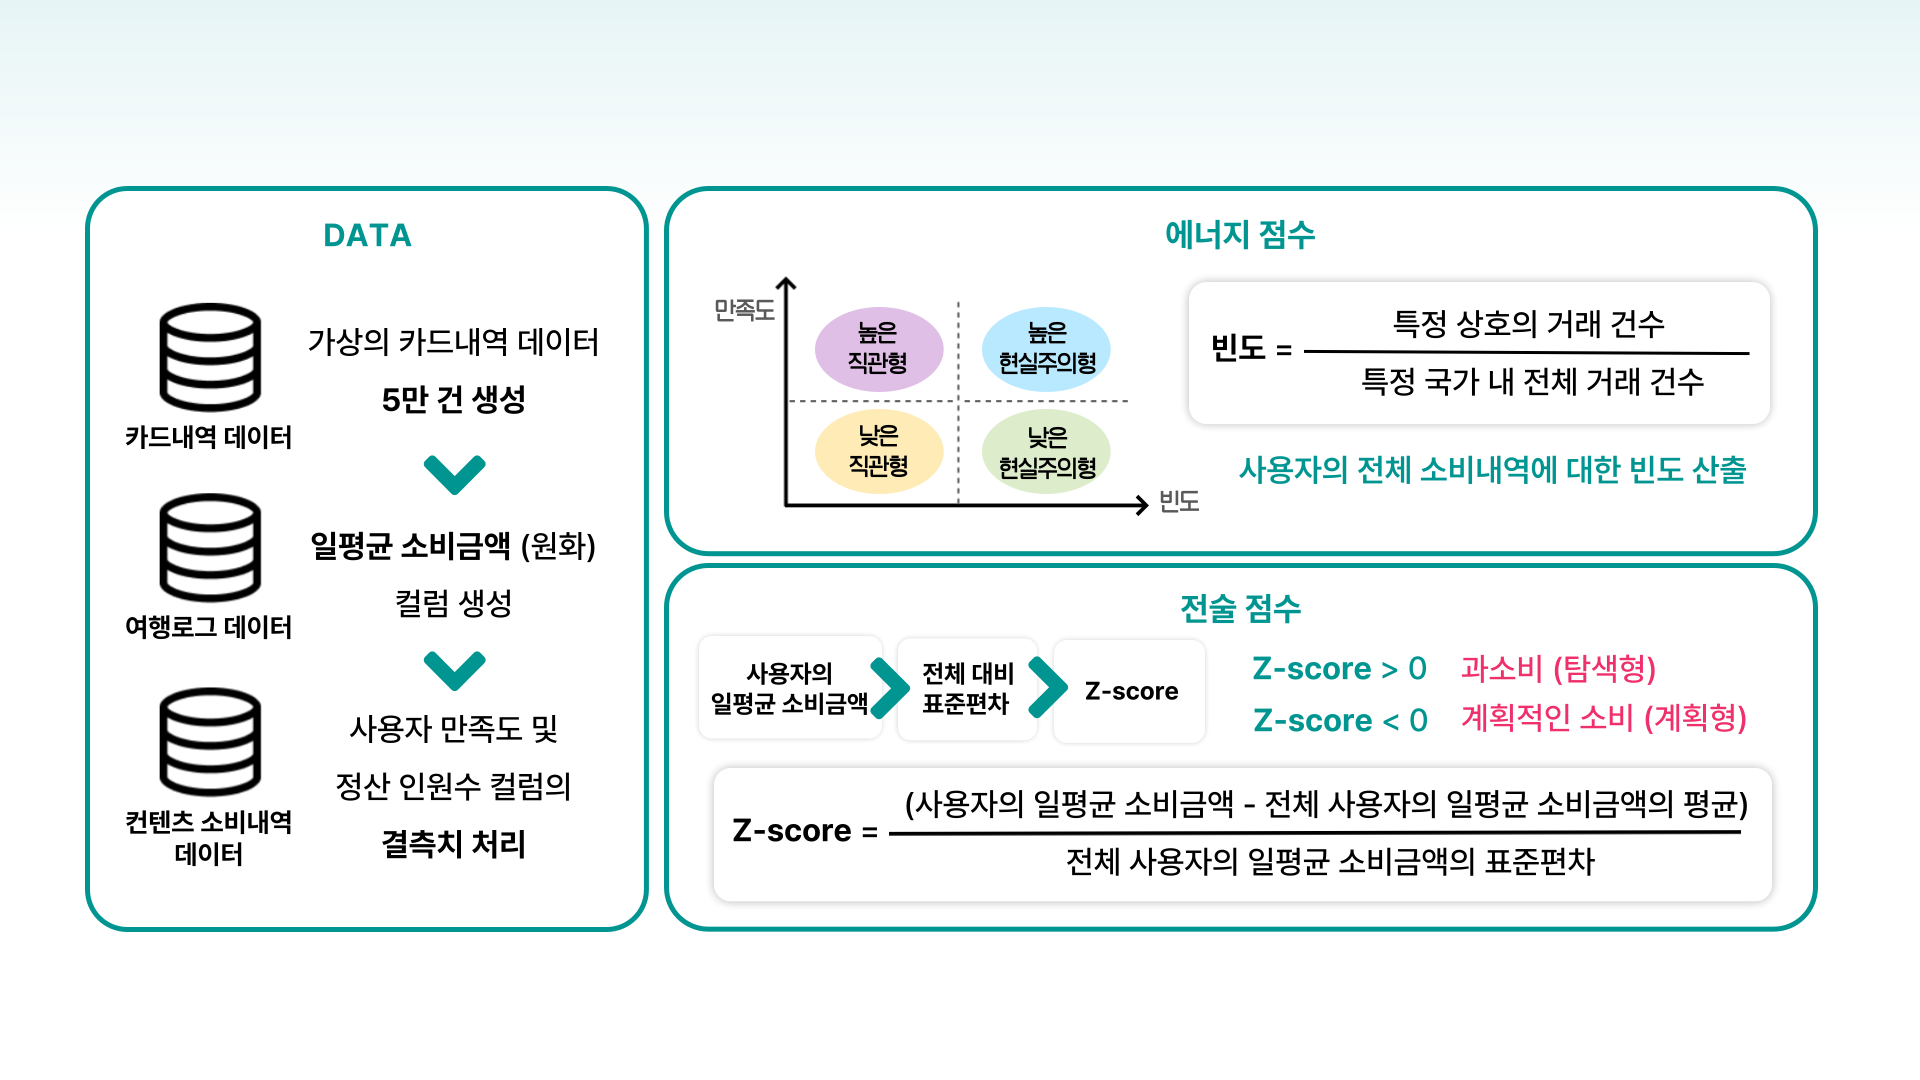 DATA
카드내역 데이터
가상의 카드내역 데이터
5만 건 생성
여행로그 데이터
일평균 소비금액 (원화)
컬럼 생성
컨텐츠 소비내역
데이터
사용자 만족도 및
정산 인원수 컬럼의
결측치 처리
에너지 점수
만족도
높은
직관형
높은
현실주의형
낮은
직관형
낮은
현실주의형
빈도
빈도 =
특정 상호의 거래 건수
특정 국가 내 전체 거래 건수
사용자의 전체 소비내역에 대한 빈도 산출
전술 점수
사용자의
일평균 소비금액
전체 대비
표준편차
Z-score
Z-score > 0 과소비 (탐색형)
Z-score < 0 계획적인 소비 (계획형)
Z-score =
(사용자의 일평균 소비금액 - 전체 사용자의 일평균 소비금액의 평균)
전체 사용자의 일평균 소비금액의 표준편차